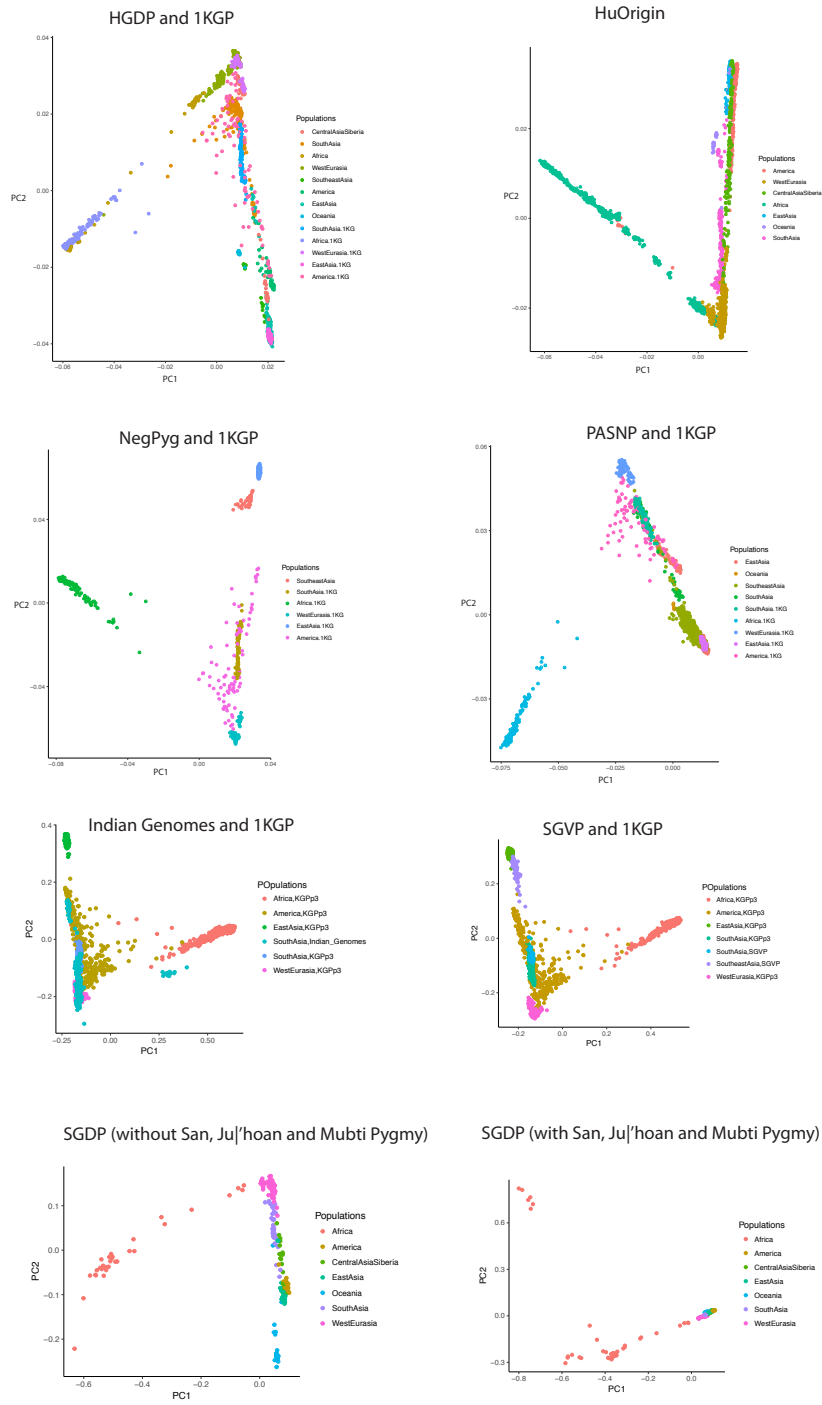 HGDP and 1KGP
0.04
0.02
0.00
−0.02
−0.04
PC2
−0.06
−0.04
−0.02
0.00
0.02
PC1
Populations
CentralAsiaSiberia
SouthAsia
Africa
WestEurasia
SoutheastAsia
America
EastAsia
Oceania
SouthAsia.1KG
Africa.1KG
WestEurasia.1KG
EastAsia.1KG
America.1KG
HuOrigin
0.02
0.00
−0.02
PC2
−0.06
−0.04
−0.02
0.00
PC1
Populations
America
WestEurasia
CentralAsiaSiberia
Africa
EastAsia
Oceania
SouthAsia
NegPyg and 1KGP
0.04
0.00
−0.04
PC2
−0.08
−0.04
0.00
0.04
PC1
Populations
SoutheastAsia
SouthAsia.1KG
Africa.1KG
WestEurasia.1KG
EastAsia.1KG
America.1KG
PASNP and 1KGP
0.06
0.03
0.00
−0.03
PC2
−0.075
−0.050
−0.025
0.000
PC1
Populations
EastAsia
Oceania
SoutheastAsia
SouthAsia
SouthAsia.1KG
Africa.1KG
WestEurasia.1KG
EastAsia.1KG
America.1KG
Indian Genomes and 1KGP
0.4
0.2
0.0
−0.2
PC2
−0.25
0.00
0.25
0.50
PC1
POpulations
Africa,KGPp3
America,KGPp3
EastAsia,KGPp3
SouthAsia,Indian_Genomes
SouthAsia,KGPp3
WestEurasia,KGPp3
SGVP and 1KGP
0.2
0.0
−0.2
PC2
−0.2
0.0
0.2
0.4
PC1
POpulations
Africa,KGPp3
America,KGPp3
EastAsia,KGPp3
SouthAsia,KGPp3
SouthAsia,SGVP
SoutheastAsia,SGVP
WestEurasia,KGPp3
SGDP (without San, Ju|'hoan and Mubti Pygmy)
0.1
0.0
−0.1
−0.2
PC2
−0.6
−0.4
−0.2
0.0
PC1
Populations
Africa
America
CentralAsiaSiberia
EastAsia
Oceania
SouthAsia
WestEurasia
SGDP (with San, Ju|'hoan and Mubti Pygmy)
0.6
0.3
0.0
−0.3
PC2
−0.8
−0.4
0.0
PC1
Populations
Africa
America
CentralAsiaSiberia
EastAsia
Oceania
SouthAsia
WestEurasia